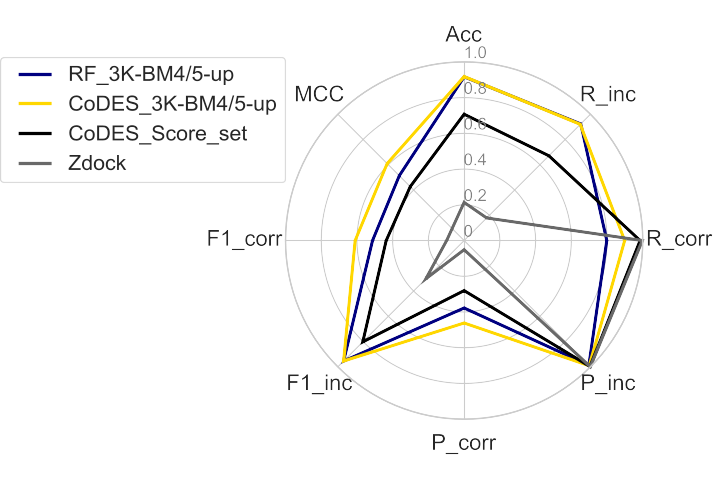 Acc
1.0
RF_3K-BM4/5-up
CoDES_3K-BM4/5-up
CoDES_Score_set
Zdock
MCC
0.8
R_inc
0.6
0.4
0.2
0
F1_corr
R_corr
F1_inc
P_inc
P_corr